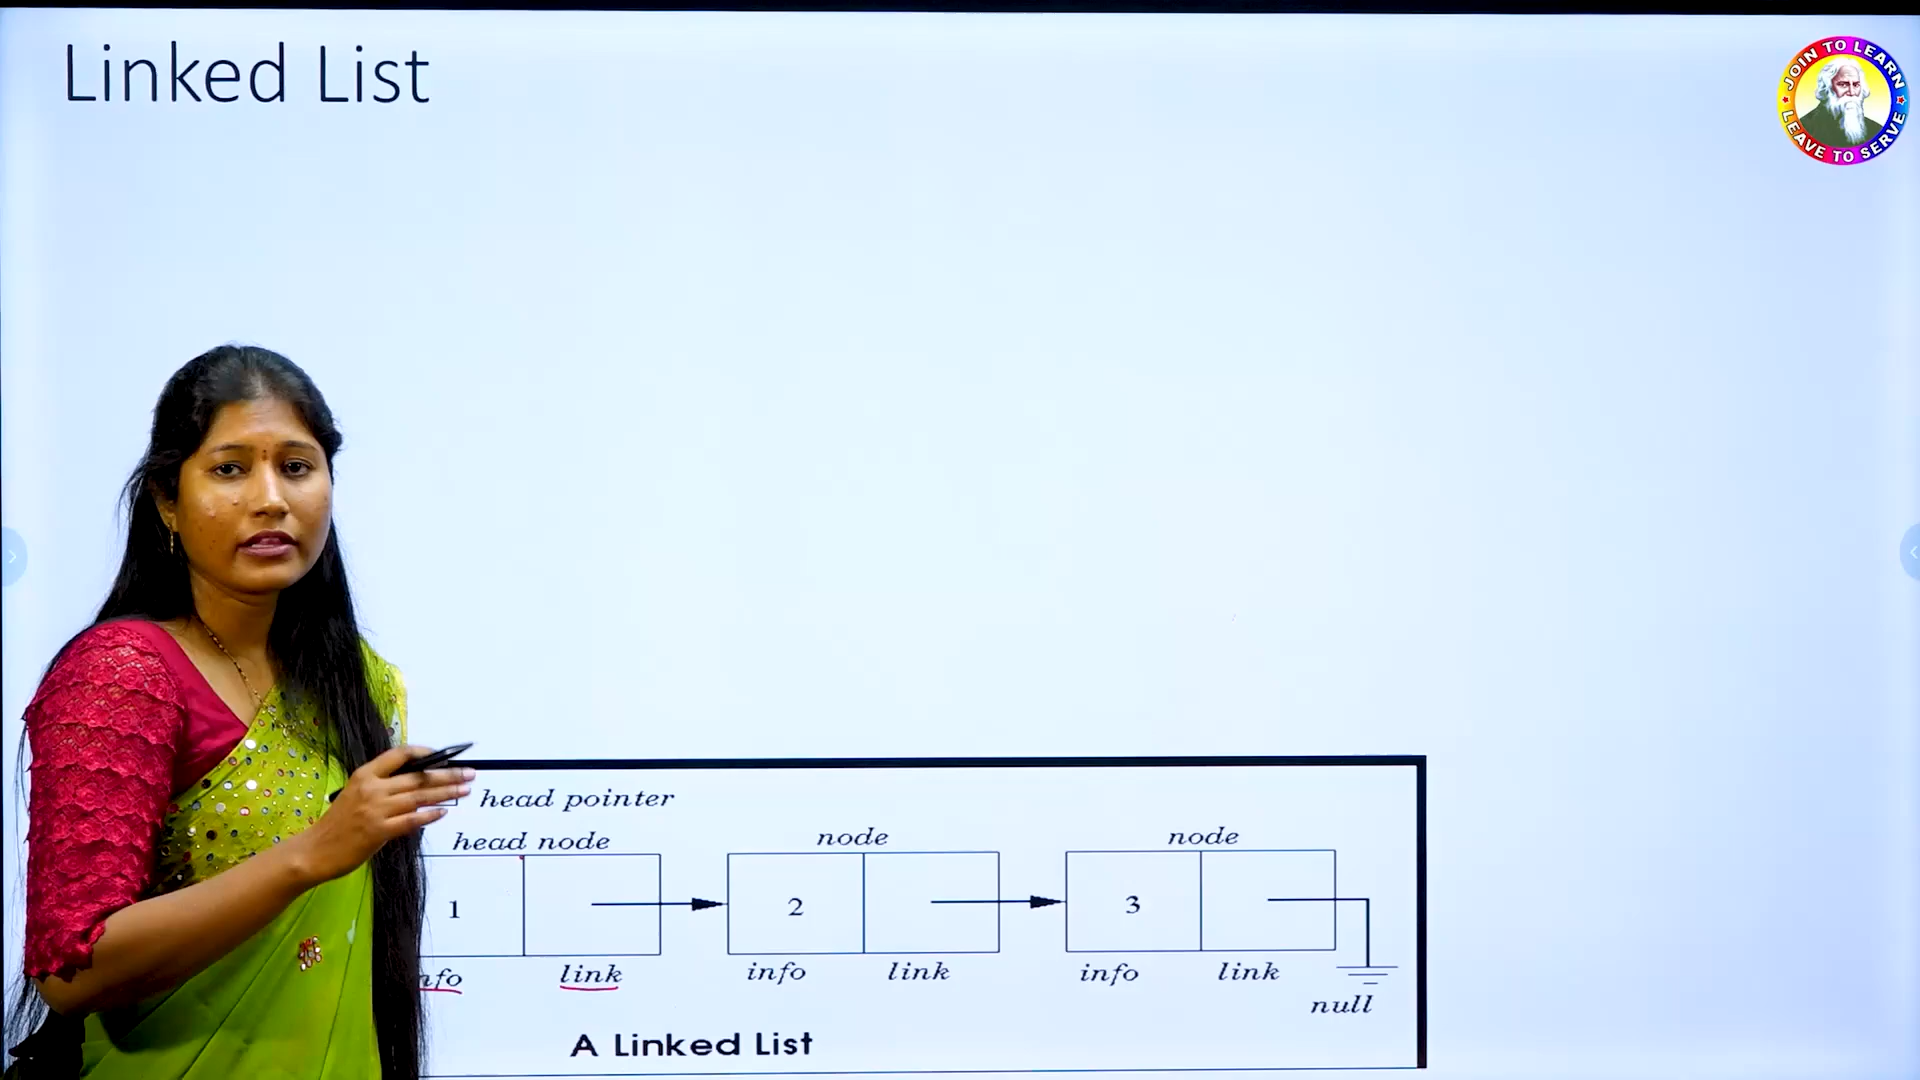 Linked List
JOIN TO LEARN
LEAVE TO SERVE
head pointer
head node node node
1 2 3
link info link info link
null
A Linked List